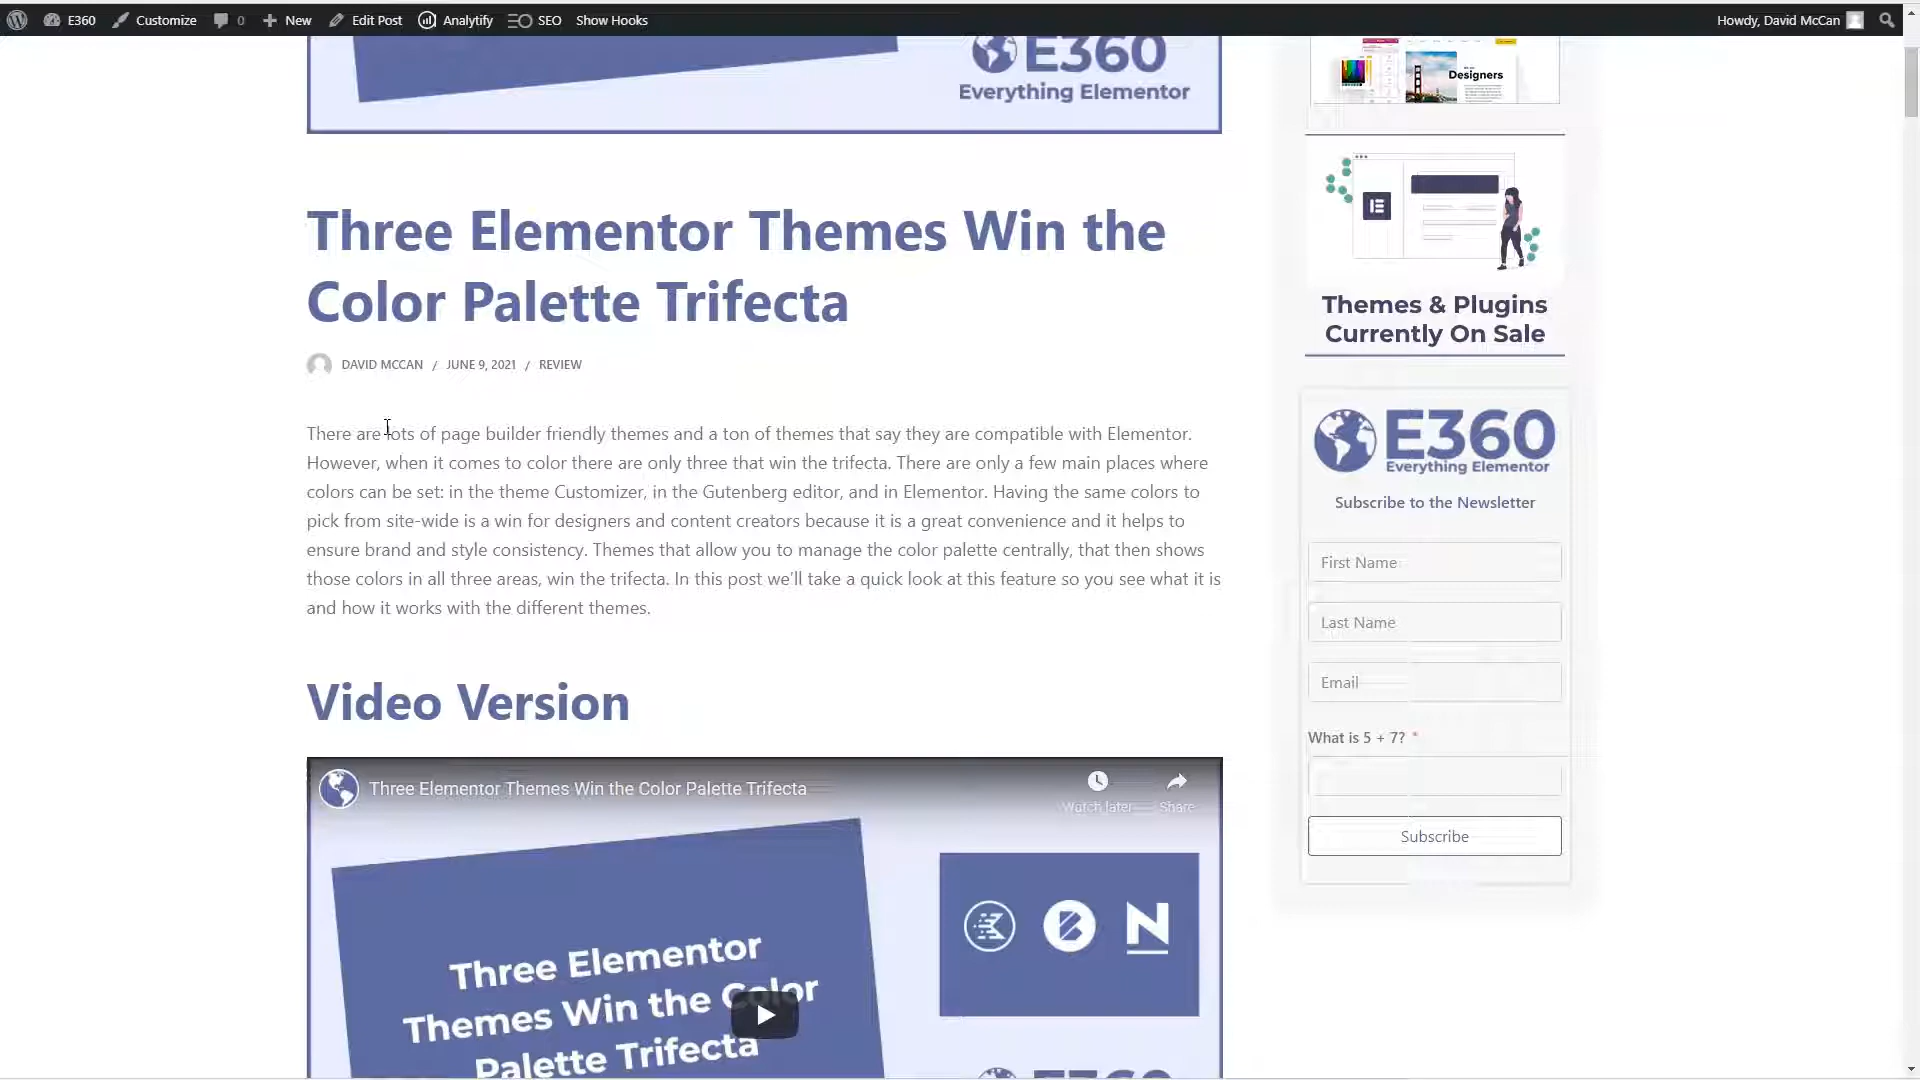 E360 Customize 0 New Edit Post Analytify SEO Show Hooks Howdy, David McCan
E360
Everything Elementor
Designers
Three Elementor Themes Win the
Color Palette Trifecta
DAVID MCCAN / JUNE 9, 2021 / REVIEW
There are lots of page builder friendly themes and a ton of themes that say they are compatible with Elementor.
However, when it comes to color there are only three that win the trifecta. There are only a few main places where
colors can be set: in the theme Customizer, in the Gutenberg editor, and in Elementor. Having the same colors to
pick from site-wide is a win for designers and content creators because it is a great convenience and it helps to
ensure brand and style consistency. Themes that allow you to manage the color palette centrally, that then shows
those colors in all three areas, win the trifecta. In this post we'll take a quick look at this feature so you see what it is
and how it works with the different themes.
Video Version
Three Elementor Themes Win the Color Palette Trifecta
Watch later
Share
Three Elementor
Themes Win the Color
Palette Trifecta
E360
Themes & Plugins
Currently On Sale
E360
Everything Elementor
Subscribe to the Newsletter
First Name
Last Name
Email
What is 5 + 7? *
Subscribe